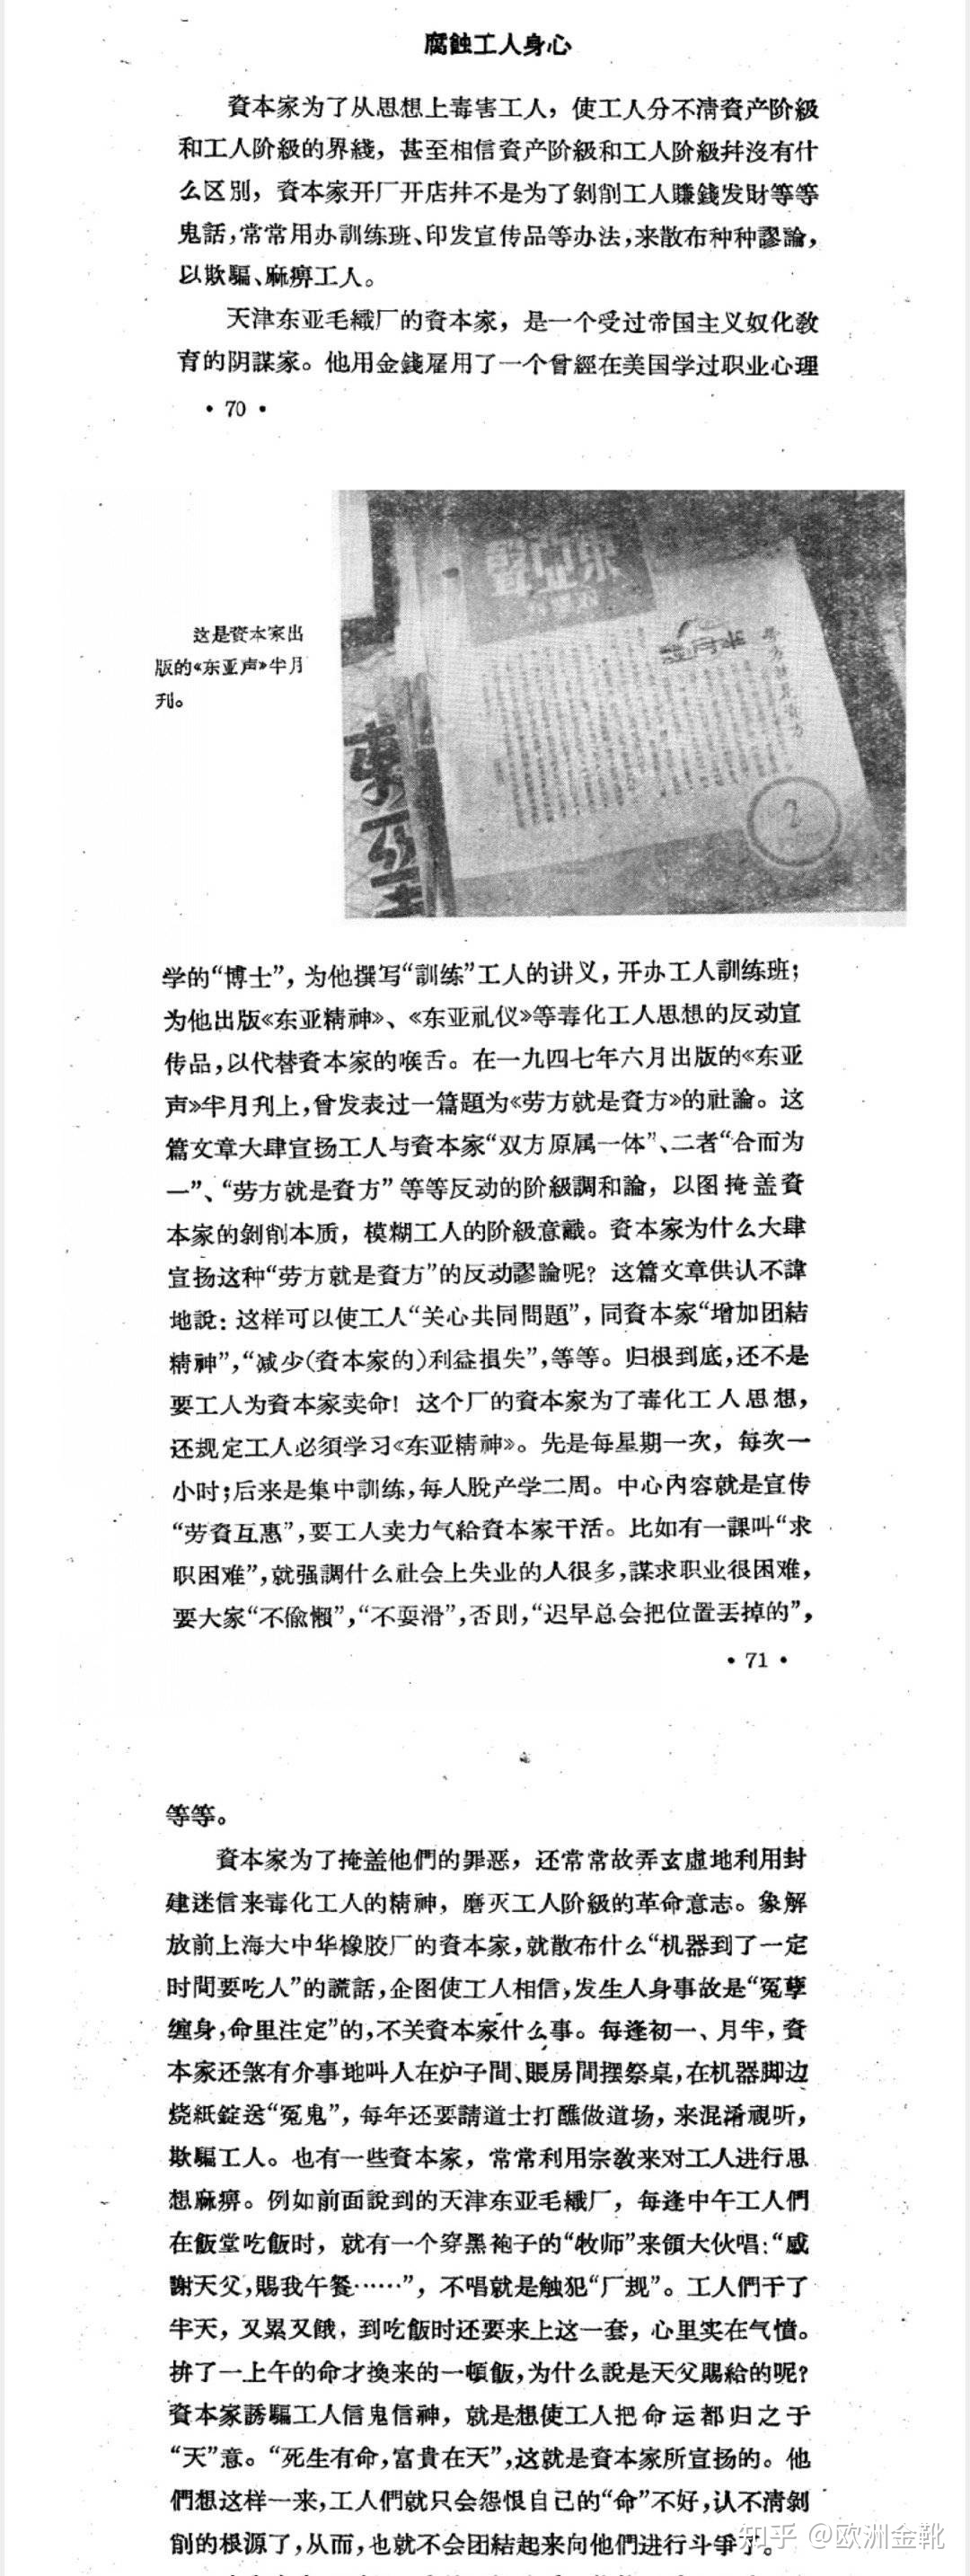 腐蝕工人身心
資本家为了从思想上毒害工人，使工人分不清資产阶級
和工人阶級的界綫，甚至相信資产阶級和工人阶級幷沒有什
么区別，資本家开厂开店幷不是为了剝削工人賺錢发財等等
鬼話，常常用办訓练班、印发宣传品等办法，来散布种种謬論，
以欺騙、麻痹工人。
天津东亚毛織厂的資本家，是一个受过帝国主义奴化敎
育的阴謀家。他用金錢雇用了一个曾經在美国学过职业心理
• 70 •
这是資本家出
版的《东亚声》半月
刊。
2
学的“博士”，为他撰写“訓练”工人的讲义，开办工人訓练班；
为他出版《东亚精神》、《东亚礼仪》等毒化工人思想的反动宣
传品，以代替資本家的喉舌。在一九四七年六月出版的《东亚
声》半月刊上，曾发表过一篇題为《劳方就是資方》的社論。这
篇文章大肆宣扬工人与資本家“双方原属一体”、二者“合而为
一”、“劳方就是資方”等等反动的阶級調和論，以图掩盖資
本家的剝削本质，模糊工人的阶級意識。資本家为什么大肆
宣扬这种“劳方就是資方”的反动謬論呢？这篇文章供认不諱
地說：这样可以使工人“关心共同問題”，同資本家“增加团結
精神”，“减少(資本家的)利益損失”，等等。归根到底，还不是
要工人为資本家卖命！这个厂的資本家为了毒化工人思想，
还规定工人必須学习《东亚精神》。先是每星期一次，每次一
小时；后来是集中訓练，每人脫产学二周。中心内容就是宣传
“劳資互惠”，要工人卖力气給資本家干活。比如有一課叫“求
职困难”，就强調什么社会上失业的人很多，謀求职业很困难，
要大家“不偸懶”，“不耍滑”，否則，“迟早总会把位置丟掉的”，
• 71 •
等等。
資本家为了掩盖他們的罪恶，还常常故弄玄虛地利用封
建迷信来毒化工人的精神，磨灭工人阶級的革命意志。象解
放前上海大中华橡胶厂的資本家，就散布什么“机器到了一定
时間要吃人”的謊話，企图使工人相信，发生人身事故是“冤孽
缠身，命里注定”的，不关資本家什么事。每逢初一、月半，資
本家还煞有介事地叫人在炉子間、賬房間摆祭桌，在机器脚边
烧紙錠送“冤鬼”，每年还要請道士打醮做道场，来混淆視听，
欺騙工人。也有一些資本家，常常利用宗敎来对工人进行思
想麻痹。例如前面說到的天津东亚毛織厂，每逢中午工人們
在飯堂吃飯时，就有一个穿黑袍子的“牧师”来領大伙唱：“感
謝天父，賜我午餐……”，不唱就是触犯“厂规”。工人們干了
半天，又累又餓，到吃飯时还要来上这一套，心里实在气憤。
拚了一上午的命才換来的一頓飯，为什么說是天父賜給的呢？
資本家誘騙工人信鬼信神，就是想使工人把命运都归之于
“天”意。“死生有命，富貴在天”，这就是資本家所宣扬的。他
們想这样一来，工人們就只会怨恨自己的“命”不好，认不清剝
削的根源了，从而，也就不会团結起来向他們进行斗爭了。
知乎 @欧洲金靴